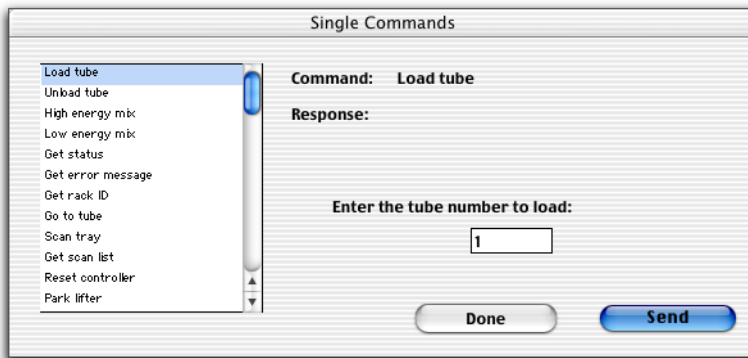 Single Commands
Load tube
Unload tube
High energy mix
Low energy mix
Get status
Get error message
Get rack ID
Go to tube
Scan tray
Get scan list
Reset controller
Park lifter
Command: Load tube
Response:
Enter the tube number to load:
1
Done
Send